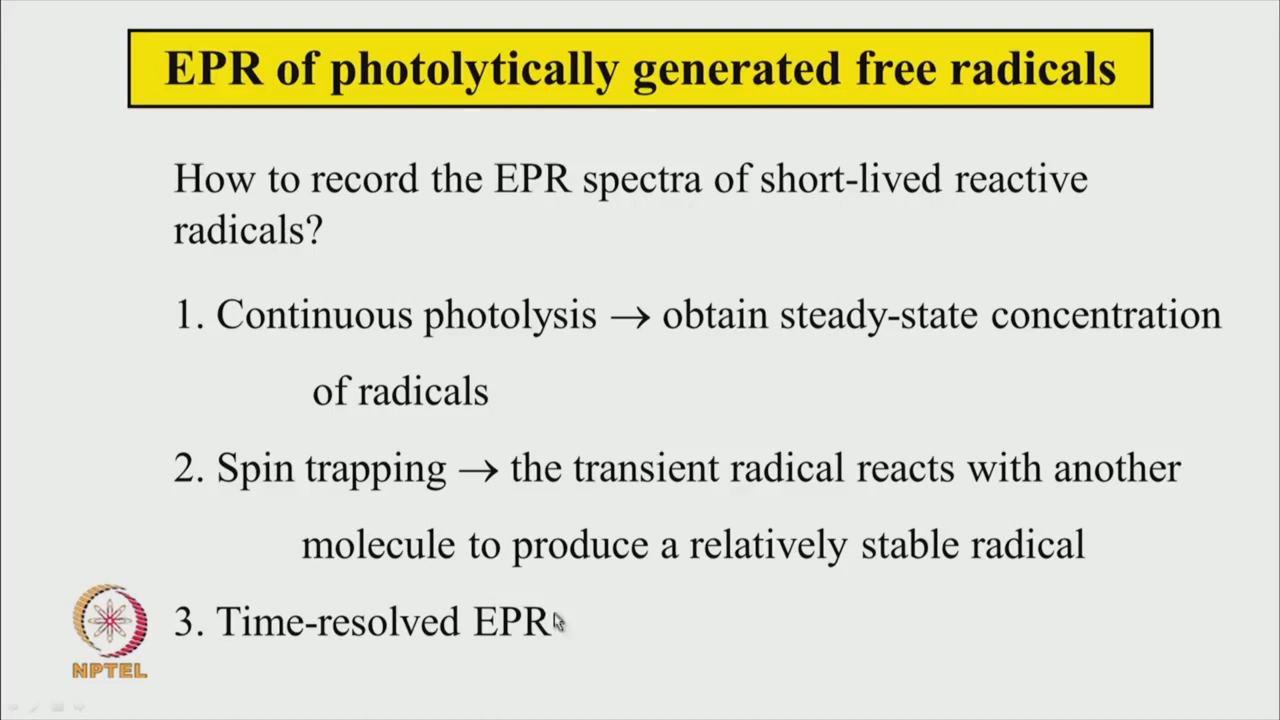 EPR of photolytically generated free radicals
How to record the EPR spectra of short-lived reactive
radicals?
1. Continuous photolysis → obtain steady-state concentration
of radicals
2. Spin trapping → the transient radical reacts with another
molecule to produce a relatively stable radical
3. Time-resolved EPR
NPTEL